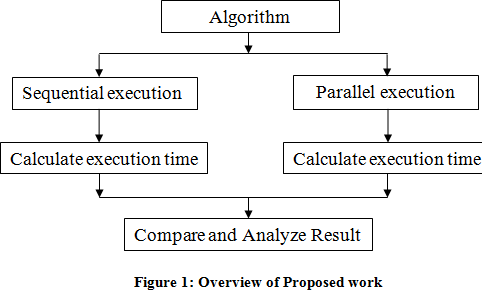 Algorithm
Sequential execution
Parallel execution
Calculate execution time
Calculate execution time
Compare and Analyze Result
Figure 1: Overview of Proposed work